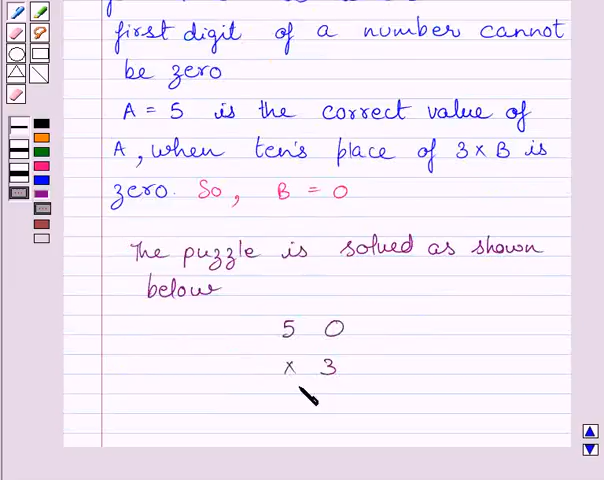 first digit of a number cannot
be zero
A = 5 is the correct value of
A, when ten's place of 3 x B is
zero. So, B = 0
The puzzle is solved as shown
below
5 0
x 3